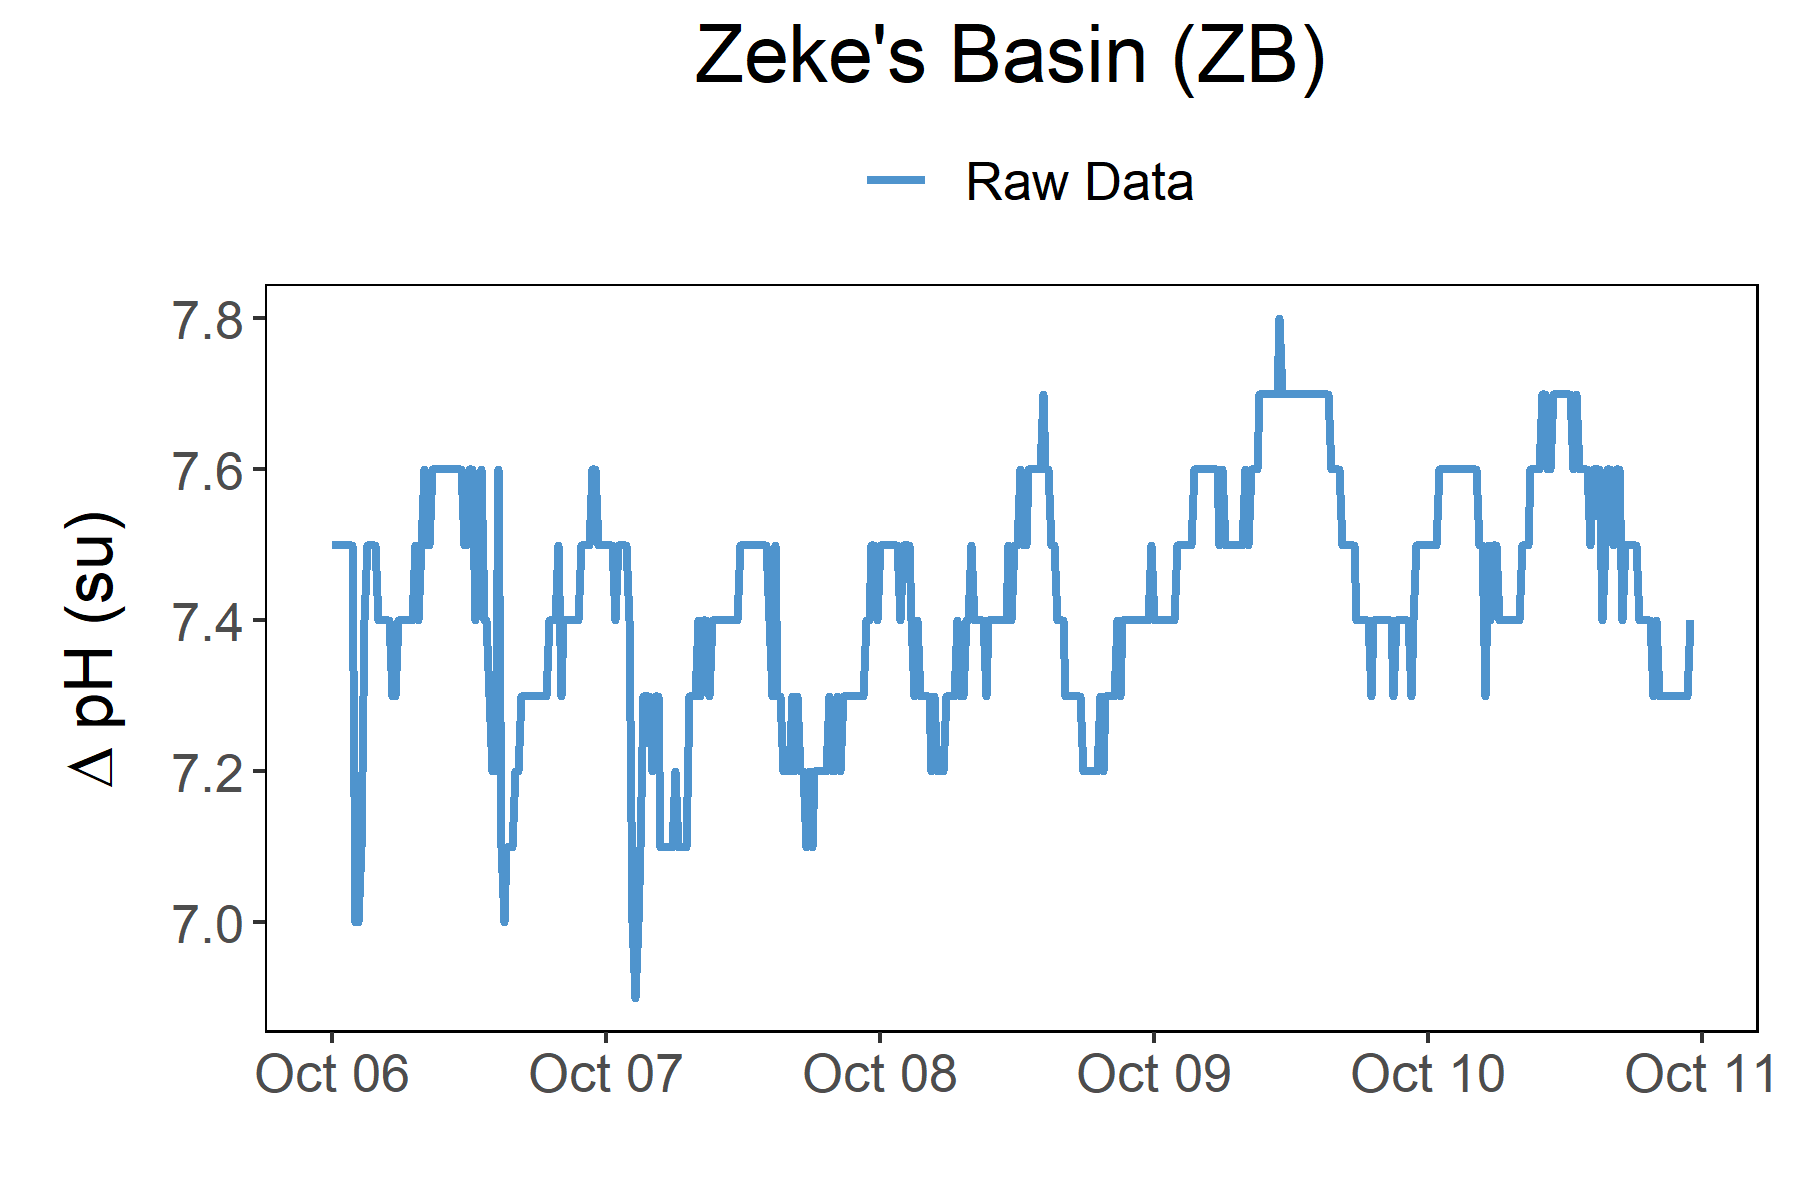 Zeke's Basin (ZB)
Raw Data
Δ pH (su)
7.8
7.6
7.4
7.2
7.0
Oct 06
Oct 07
Oct 08
Oct 09
Oct 10
Oct 11